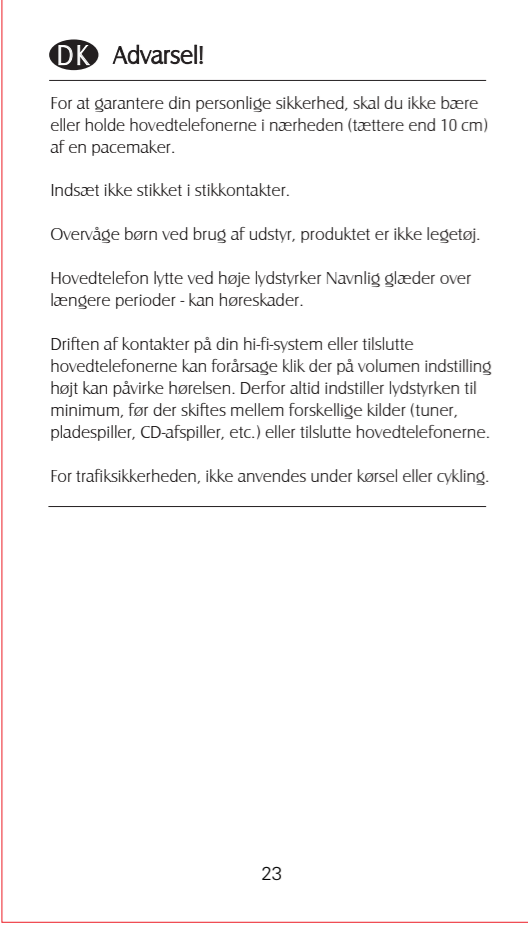 DK Advarsel!
For at garantere din personlige sikkerhed, skal du ikke bære
eller holde hovedtelefonerne i nærheden (tættere end 10 cm)
af en pacemaker.
Indsæt ikke stikket i stikkontakter.
Overvåge børn ved brug af udstyr, produktet er ikke legetøj.
Hovedtelefon lytte ved høje lydstyrker Navnlig glæder over
længere perioder - kan høreskader.
Driften af kontakter på din hi-fi-system eller tilslutte
hovedtelefonerne kan forårsage klik der på volumen indstilling
højt kan påvirke hørelsen. Derfor altid indstiller lydstyrken til
minimum, før der skiftes mellem forskellige kilder (tuner,
pladespiller, CD-afspiller, etc.) eller tilslutte hovedtelefonerne.
For trafiksikkerheden, ikke anvendes under kørsel eller cykling.
23